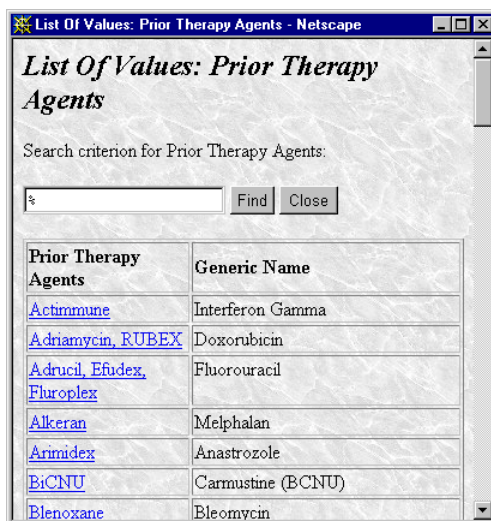 List Of Values: Prior Therapy Agents - Netscape
List Of Values: Prior Therapy
Agents
Search criterion for Prior Therapy Agents:
% Find Close
Prior Therapy Agents Generic Name
Actimmune Interferon Gamma
Adriamycin, RUBEX Doxorubicin
Adrucil, Efudex, Fluroplex Fluorouracil
Alkeran Melphalan
Arimidex Anastrozole
BiCNU Carmustine (BCNU)
Blenoxane Bleomycin